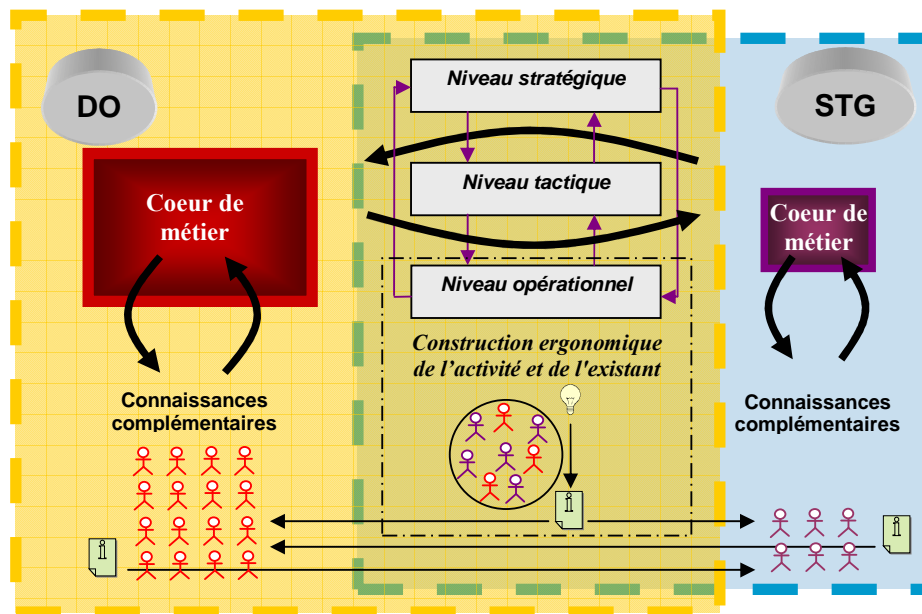 DO
STG
Niveau stratégique
Niveau tactique
Niveau opérationnel
Coeur de
métier
Coeur de
métier
Construction ergonomique
de l’activité et de l'existant
Connaissances
complémentaires
Connaissances
complémentaires
i
i
i